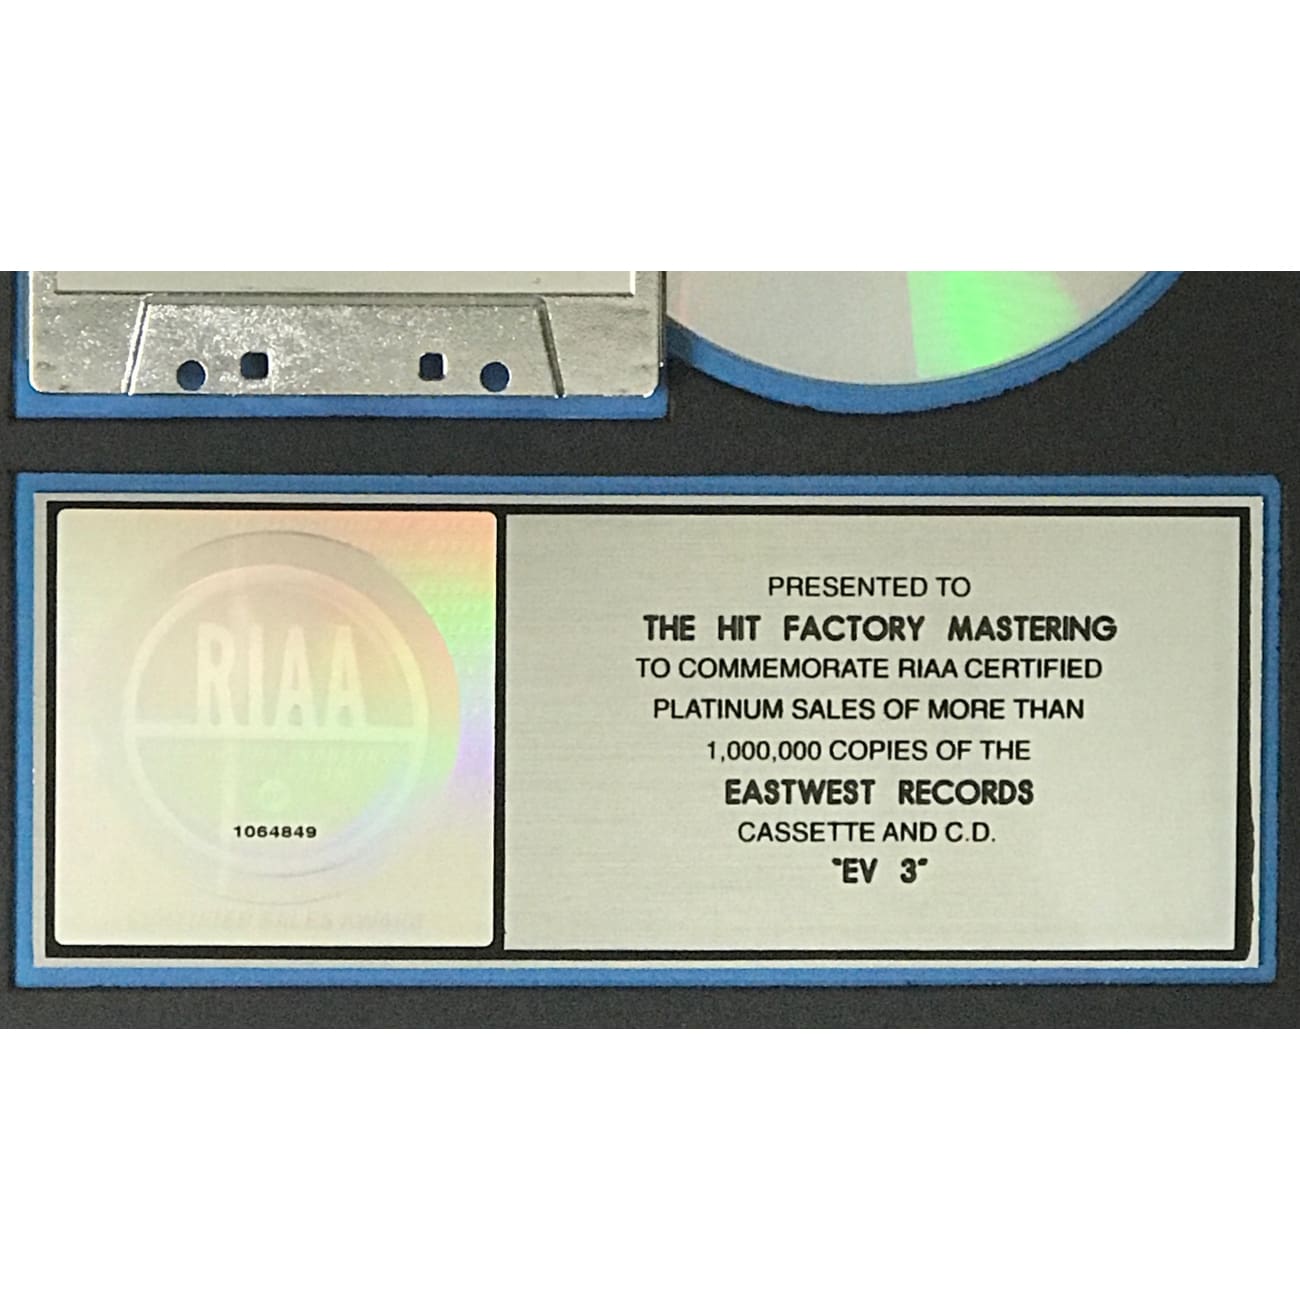 RIAA
1064849
PRESENTED TO
THE HIT FACTORY MASTERING
TO COMMEMORATE RIAA CERTIFIED
PLATINUM SALES OF MORE THAN
1,000,000 COPIES OF THE
EASTWEST RECORDS
CASSETTE AND C.D.
"EV 3"